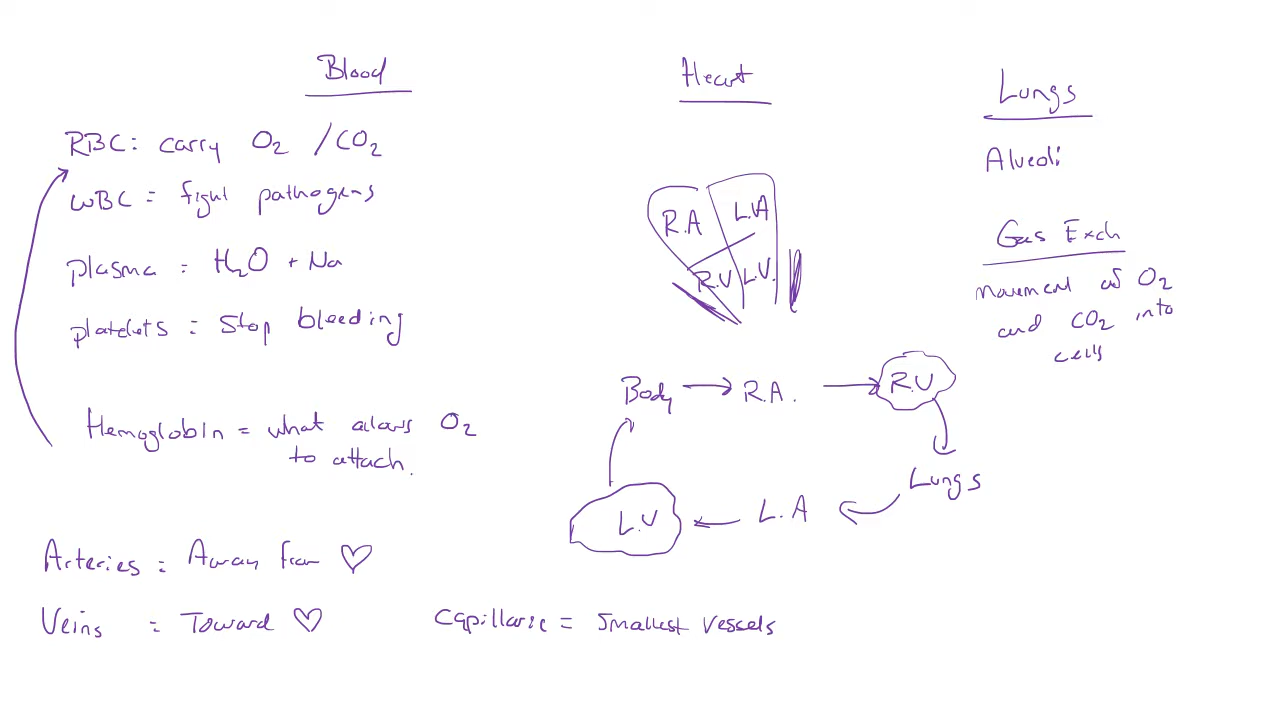 Blood
RBC: carry O2 / CO2
WBC = fight pathogens
plasma = H2O + Na
platelets = Stop bleeding
Hemoglobin = what allows O2
to attach.
Arteries = Away from ♡
Veins = Toward ♡
Capillaries = Smallest Vessels
Heart
R.A L.A
R.V L.V.
Body → R.A. → R.V
Lungs
L.V ← L.A
Lungs
Alveoli
Gas Exch
Movement of O2
and CO2 into
cells